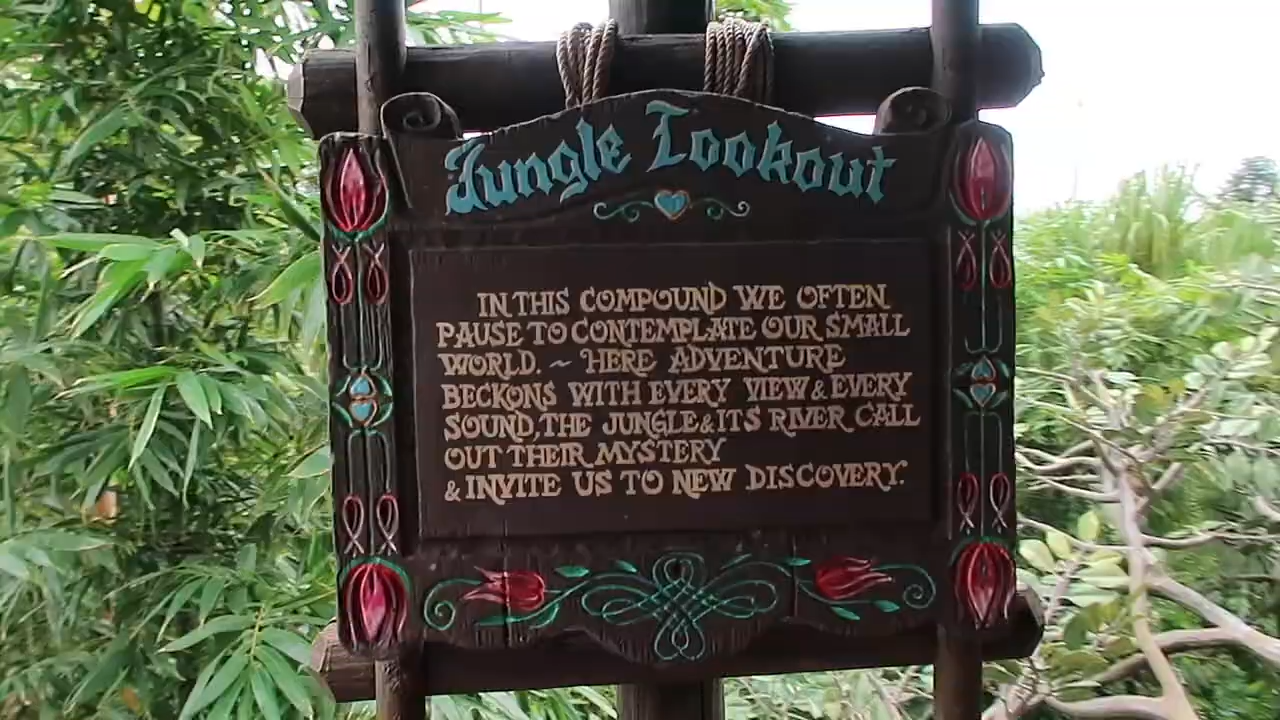 Jungle Lookout
IN THIS COMPOUND WE OFTEN
PAUSE TO CONTEMPLATE OUR SMALL
WORLD. ~ HERE ADVENTURE
BECKONS WITH EVERY VIEW & EVERY
SOUND, THE JUNGLE & ITS RIVER CALL
OUT THEIR MYSTERY
& INVITE US TO NEW DISCOVERY.